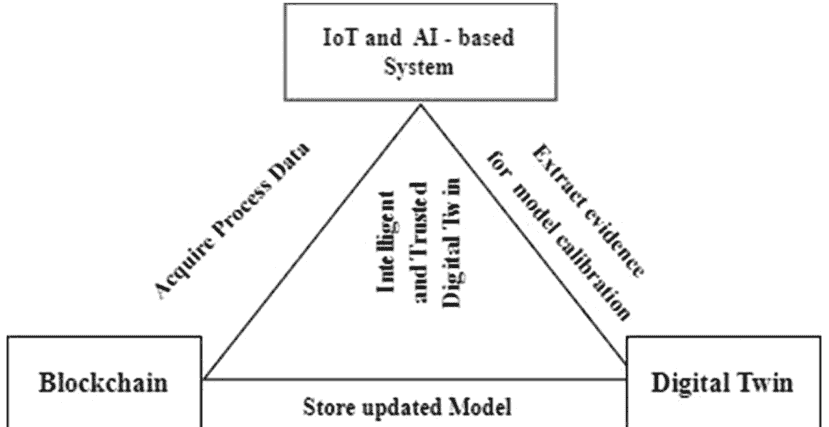 IoT and AI - based
System
Acquire Process Data
Intelligent
and Trusted
Digital Twin
Extract evidence
for model calibration
Blockchain
Store updated Model
Digital Twin